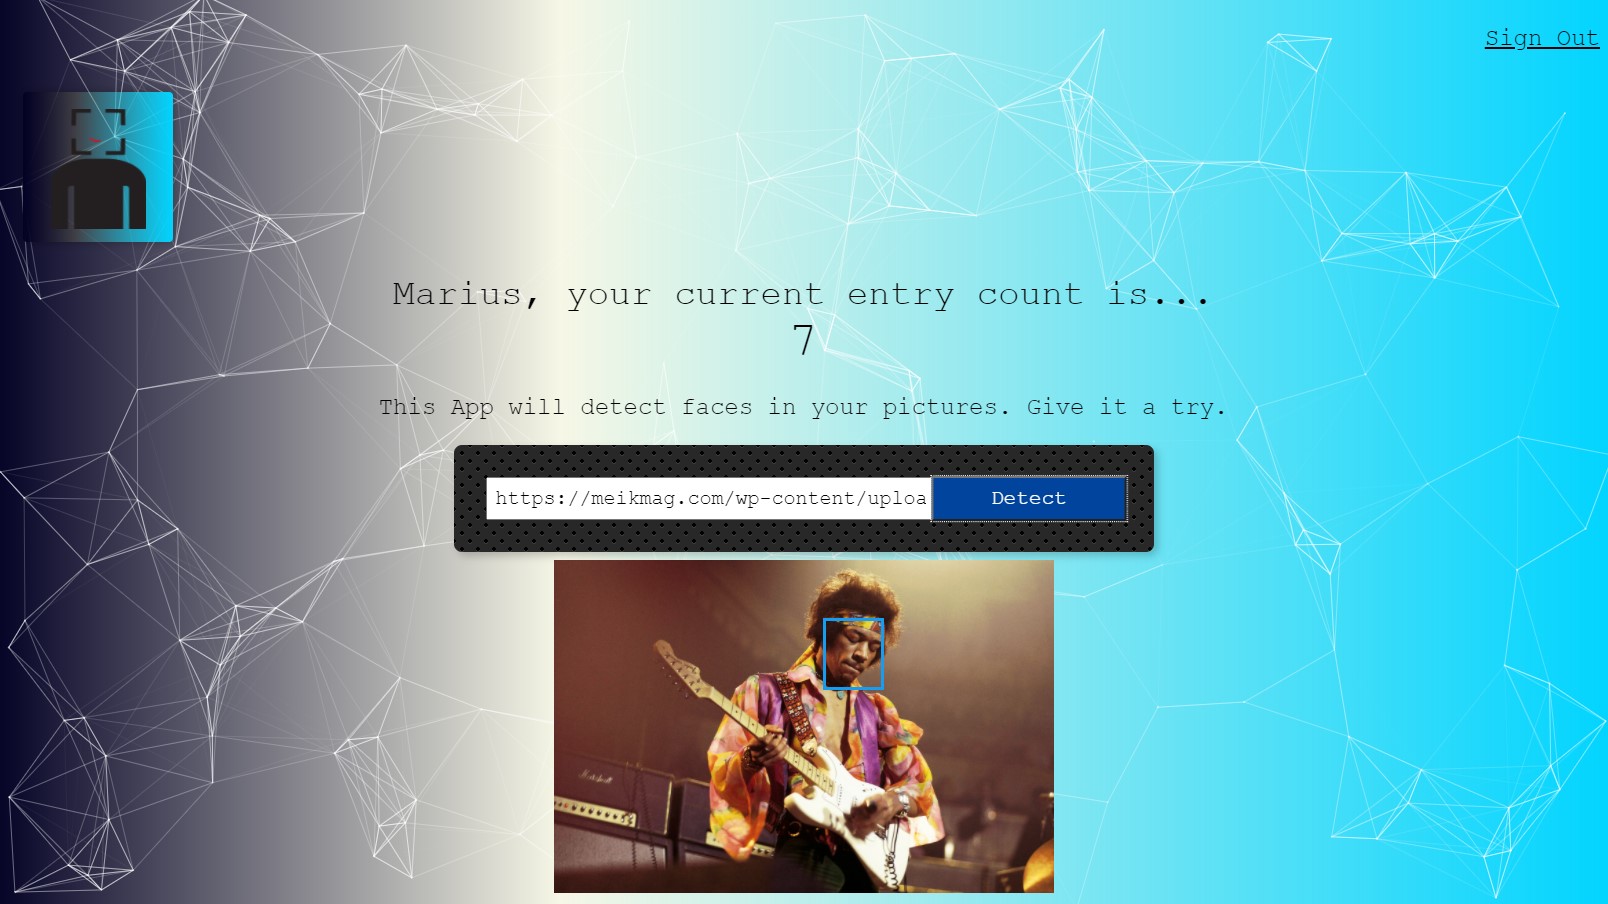 Sign Out
Marius, your current entry count is...
7
This App will detect faces in your pictures. Give it a try.
https://meikmag.com/wp-content/uploa
Detect
Marshall